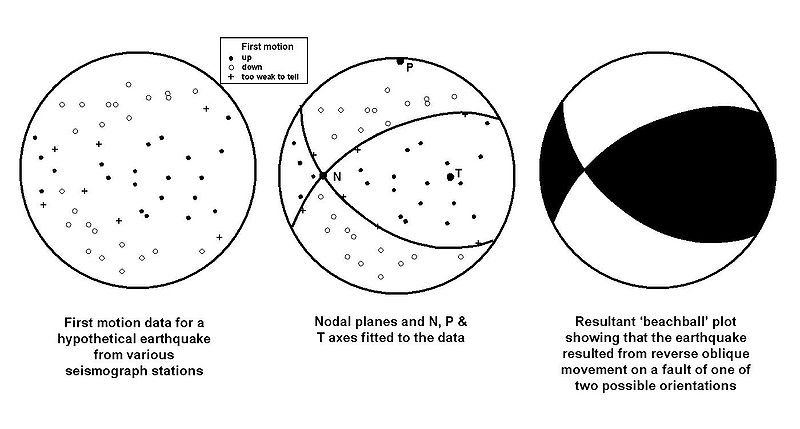 First motion
up
down
too weak to tell
P
N
T
First motion data for a
hypothetical earthquake
from various
seismograph stations
Nodal planes and N, P &
T axes fitted to the data
Resultant ‘beachball’ plot
showing that the earthquake
resulted from reverse oblique
movement on a fault of one of
two possible orientations